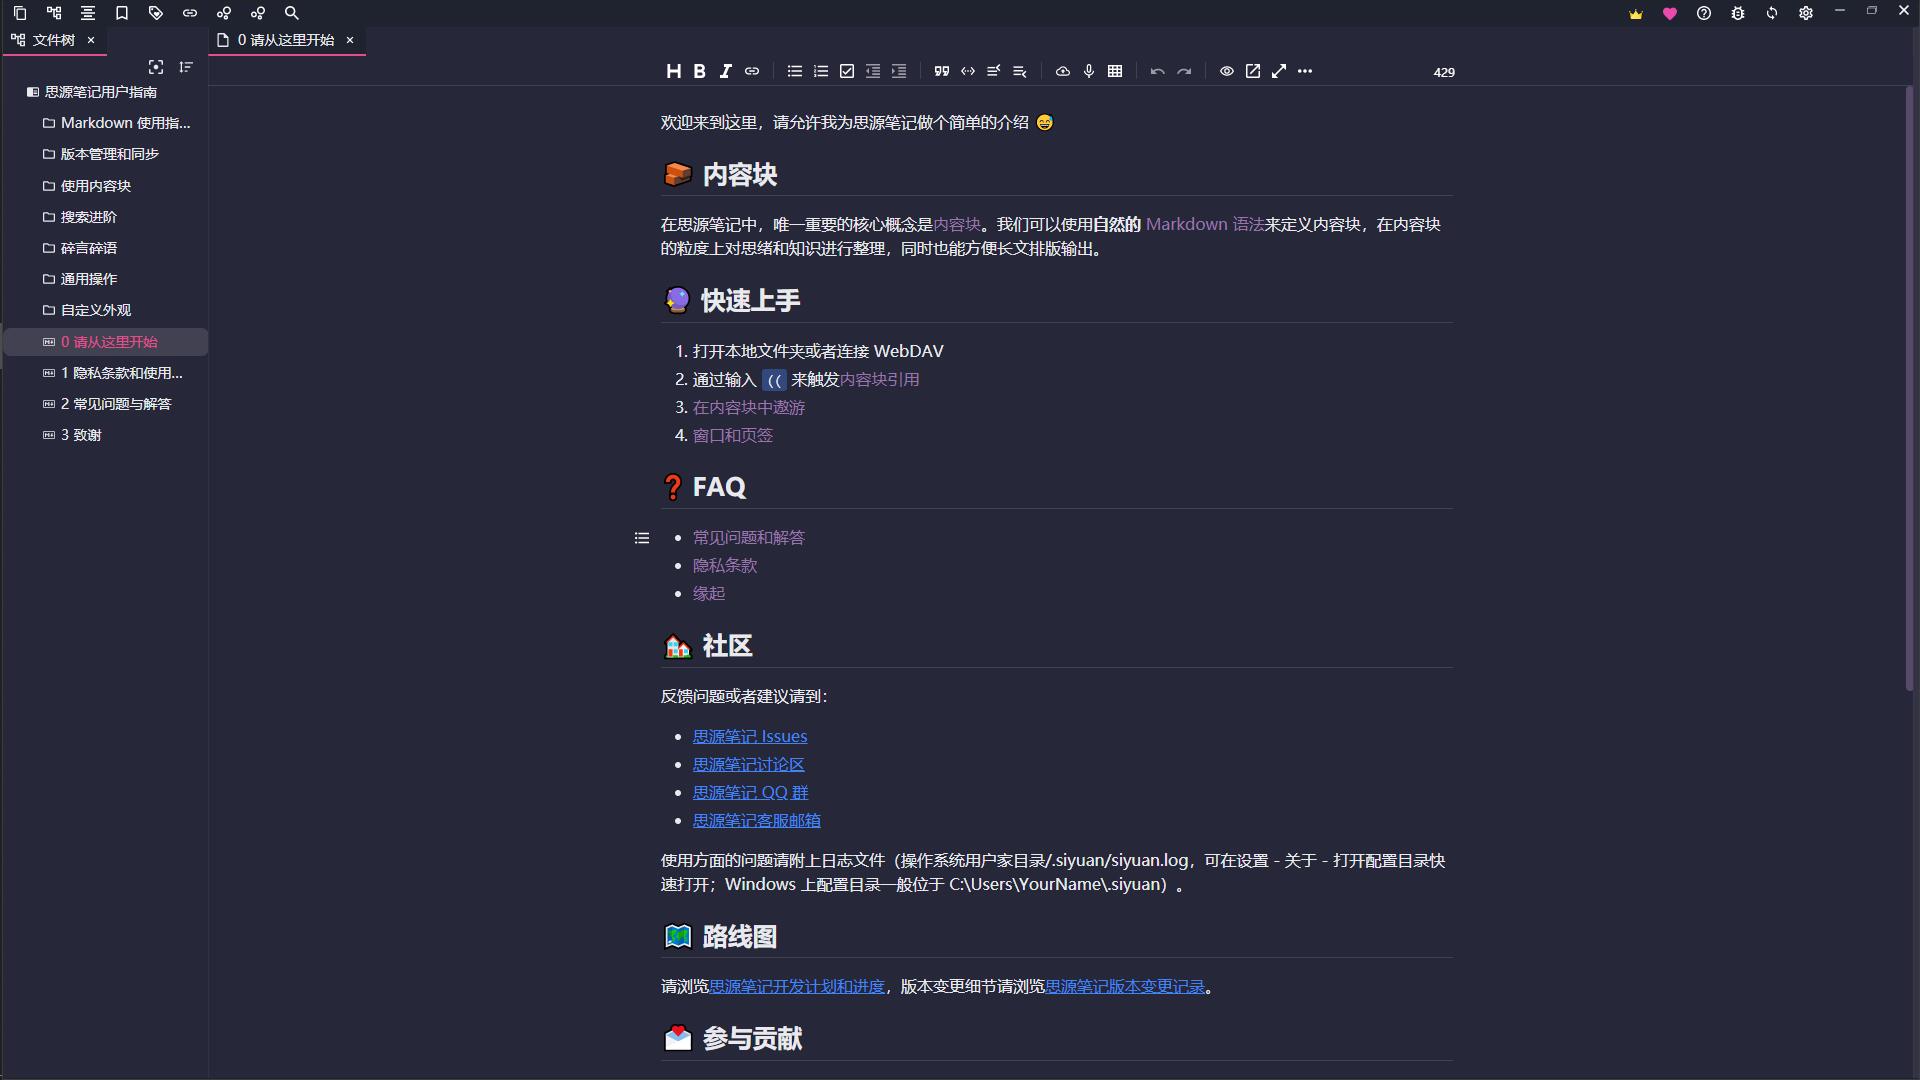 文件树
0 请从这里开始
思源笔记用户指南
Markdown 使用指...
版本管理和同步
使用内容块
搜索进阶
碎言碎语
通用操作
自定义外观
0 请从这里开始
1 隐私条款和使用...
2 常见问题与解答
3 致谢
429
欢迎来到这里，请允许我为思源笔记做个简单的介绍 😅
内容块
在思源笔记中，唯一重要的核心概念是内容块。我们可以使用自然的 Markdown 语法来定义内容块，在内容块
的粒度上对思绪和知识进行整理，同时也能方便长文排版输出。
快速上手
1. 打开本地文件夹或者连接 WebDAV
2. 通过输入 (( 来触发内容块引用
3. 在内容块中遨游
4. 窗口和页签
FAQ
常见问题和解答
隐私条款
缘起
社区
反馈问题或者建议请到：
思源笔记 Issues
思源笔记讨论区
思源笔记 QQ 群
思源笔记客服邮箱
使用方面的问题请附上日志文件（操作系统用户家目录/.siyuan/siyuan.log，可在设置 - 关于 - 打开配置目录快
速打开；Windows 上配置目录一般位于 C:\Users\YourName\.siyuan）。
路线图
请浏览思源笔记开发计划和进度，版本变更细节请浏览思源笔记版本变更记录。
参与贡献